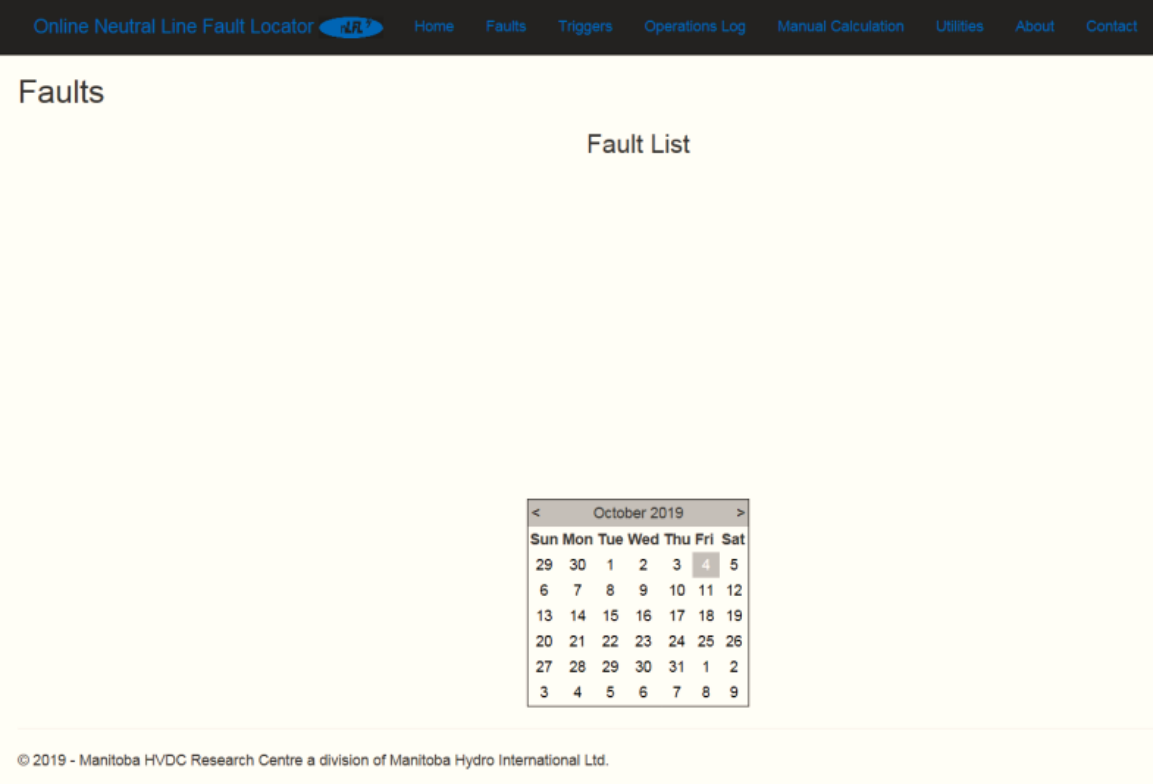 Online Neutral Line Fault Locator Home Faults Triggers Operations Log Manual Calculation Utilities About Contact
Faults
Fault List
< October 2019 >
Sun Mon Tue Wed Thu Fri Sat
29 30 1 2 3 4 5
6 7 8 9 10 11 12
13 14 15 16 17 18 19
20 21 22 23 24 25 26
27 28 29 30 31 1 2
3 4 5 6 7 8 9
© 2019 - Manitoba HVDC Research Centre a division of Manitoba Hydro International Ltd.